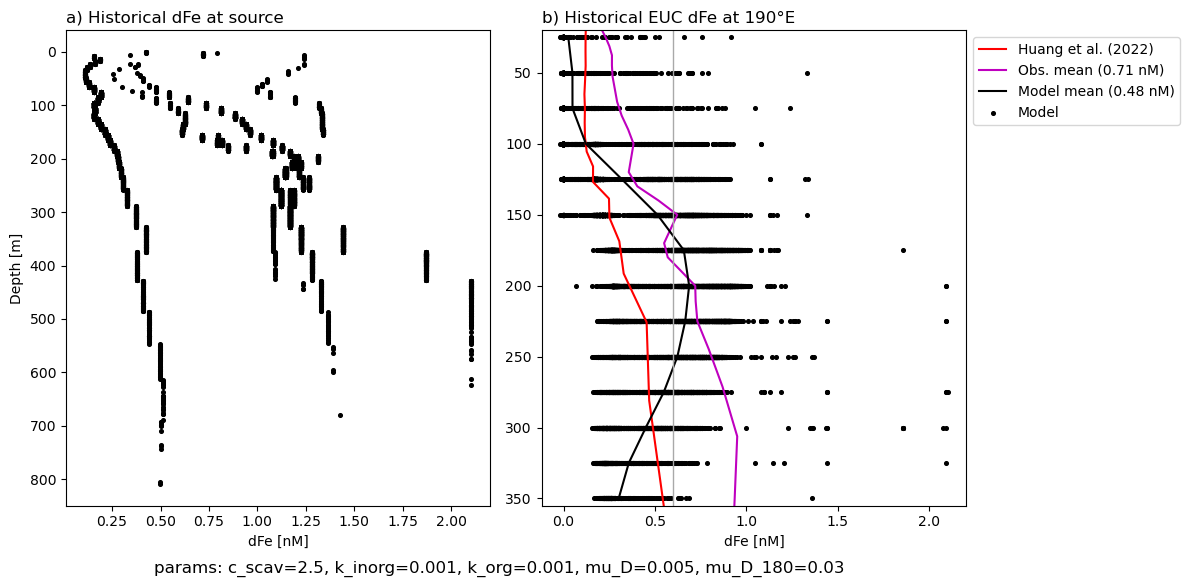 a) Historical dFe at source
b) Historical EUC dFe at 190°E
0
100
200
300
400
500
600
700
800
Depth [m]
0.25
0.50
0.75
1.00
1.25
1.50
1.75
2.00
dFe [nM]
50
100
150
200
250
300
350
0.0
0.5
1.0
1.5
2.0
dFe [nM]
Huang et al. (2022)
Obs. mean (0.71 nM)
Model mean (0.48 nM)
Model
params: c_scav=2.5, k_inorg=0.001, k_org=0.001, mu_D=0.005, mu_D_180=0.03